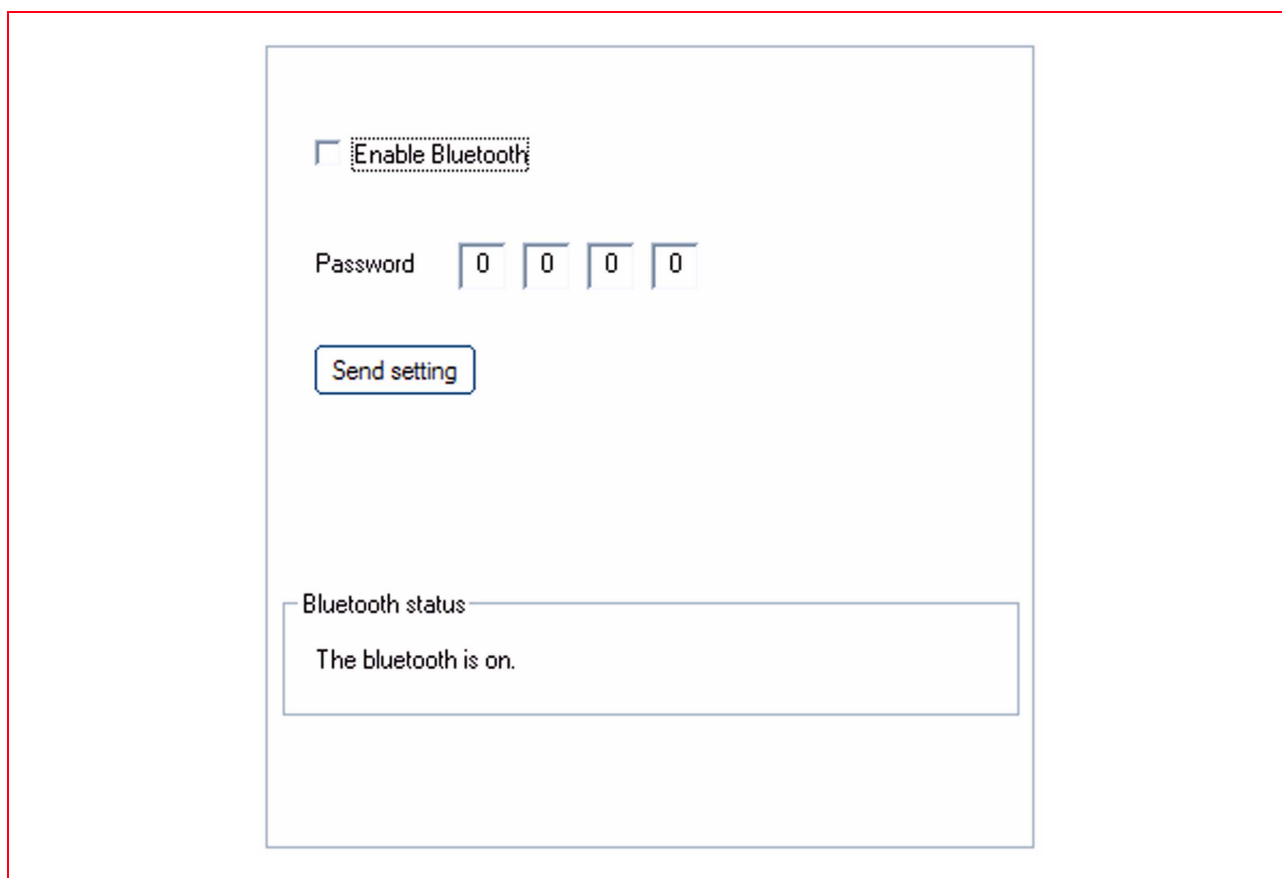 Enable Bluetooth
Password 0 0 0 0
Send setting
Bluetooth status
The bluetooth is on.